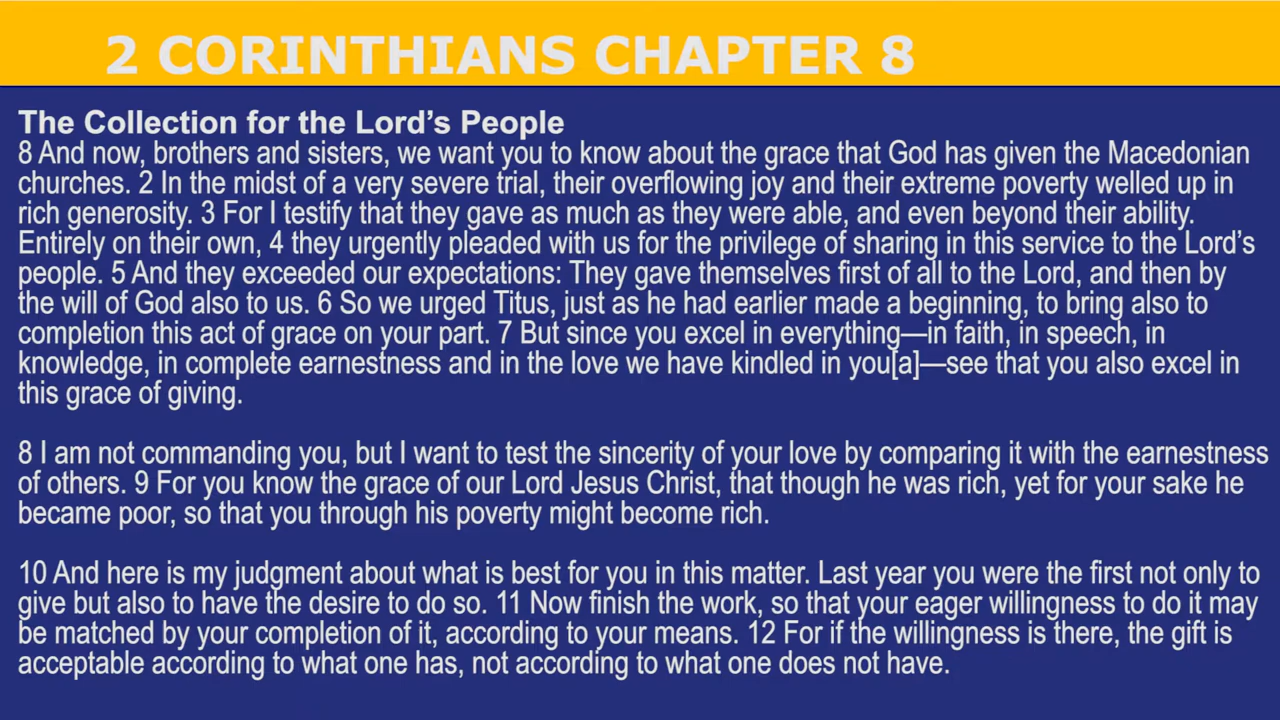 2 CORINTHIANS CHAPTER 8
The Collection for the Lord’s People
8 And now, brothers and sisters, we want you to know about the grace that God has given the Macedonian
churches. 2 In the midst of a very severe trial, their overflowing joy and their extreme poverty welled up in
rich generosity. 3 For I testify that they gave as much as they were able, and even beyond their ability.
Entirely on their own, 4 they urgently pleaded with us for the privilege of sharing in this service to the Lord’s
people. 5 And they exceeded our expectations: They gave themselves first of all to the Lord, and then by
the will of God also to us. 6 So we urged Titus, just as he had earlier made a beginning, to bring also to
completion this act of grace on your part. 7 But since you excel in everything—in faith, in speech, in
knowledge, in complete earnestness and in the love we have kindled in you[a]—see that you also excel in
this grace of giving.
8 I am not commanding you, but I want to test the sincerity of your love by comparing it with the earnestness
of others. 9 For you know the grace of our Lord Jesus Christ, that though he was rich, yet for your sake he
became poor, so that you through his poverty might become rich.
10 And here is my judgment about what is best for you in this matter. Last year you were the first not only to
give but also to have the desire to do so. 11 Now finish the work, so that your eager willingness to do it may
be matched by your completion of it, according to your means. 12 For if the willingness is there, the gift is
acceptable according to what one has, not according to what one does not have.